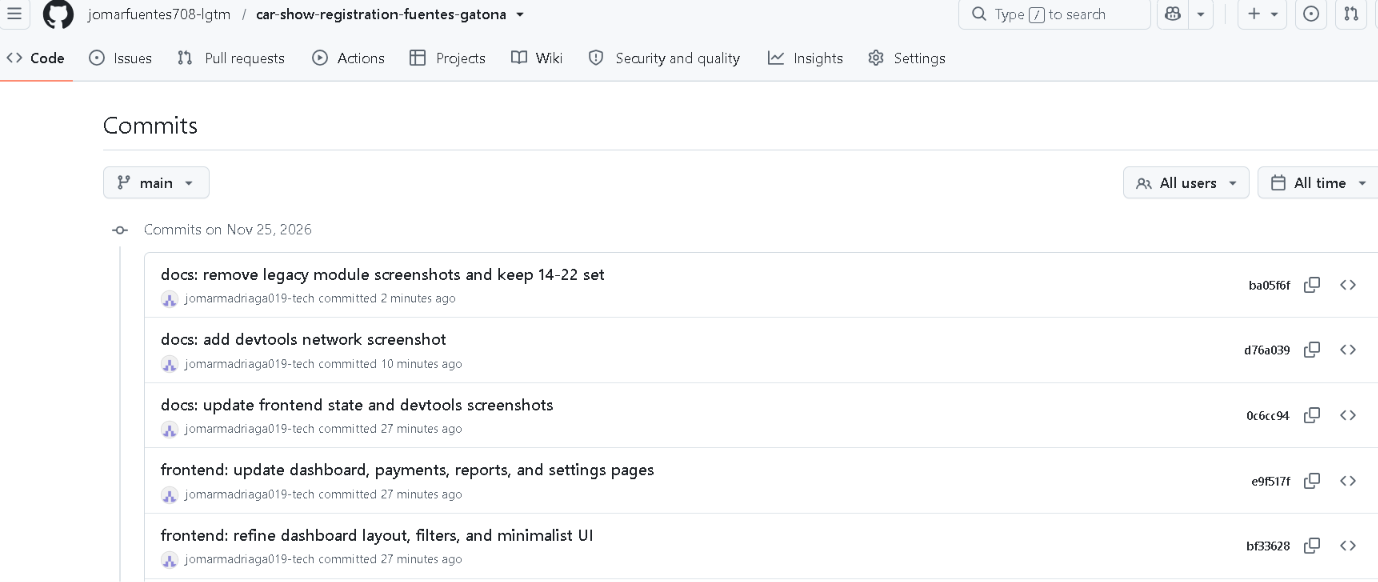 jomarfuentes708-lgtm / car-show-registration-fuentes-gatona
Type / to search
Code Issues Pull requests Actions Projects Wiki Security and quality Insights Settings
Commits
main
All users All time
Commits on Nov 25, 2026
docs: remove legacy module screenshots and keep 14-22 set
jomarmadriaga019-tech committed 2 minutes ago
ba05f6f
docs: add devtools network screenshot
jomarmadriaga019-tech committed 10 minutes ago
d76a039
docs: update frontend state and devtools screenshots
jomarmadriaga019-tech committed 27 minutes ago
0c6cc94
frontend: update dashboard, payments, reports, and settings pages
jomarmadriaga019-tech committed 27 minutes ago
e9f517f
frontend: refine dashboard layout, filters, and minimalist UI
jomarmadriaga019-tech committed 27 minutes ago
bf33628